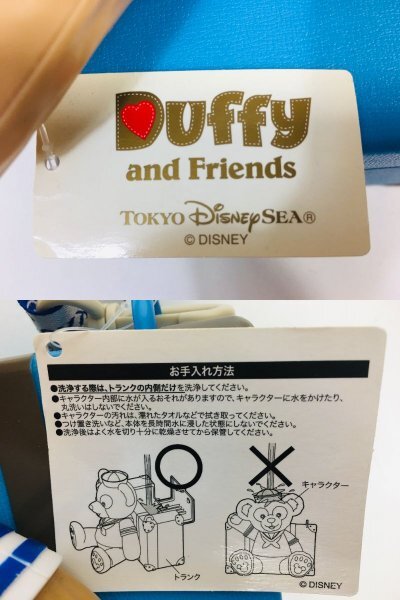 Duffy
and Friends
TOKYO DISNEY SEA®
© DISNEY
お手入れ方法
●洗浄する際は、トランクの内側だけを洗浄してください。
●キャラクター内部に水が入るおそれがありますので、キャラクターに水をかけたり、
丸洗いはしないでください。
●キャラクターの汚れは、濡れたタオルなどで拭き取ってください。
●つけ置き洗いなど、本体を長時間水に浸した状態にしないでください。
●洗浄後はよく水を切り十分に乾燥させてから保管してください。
キャラクター
トランク
© DISNEY